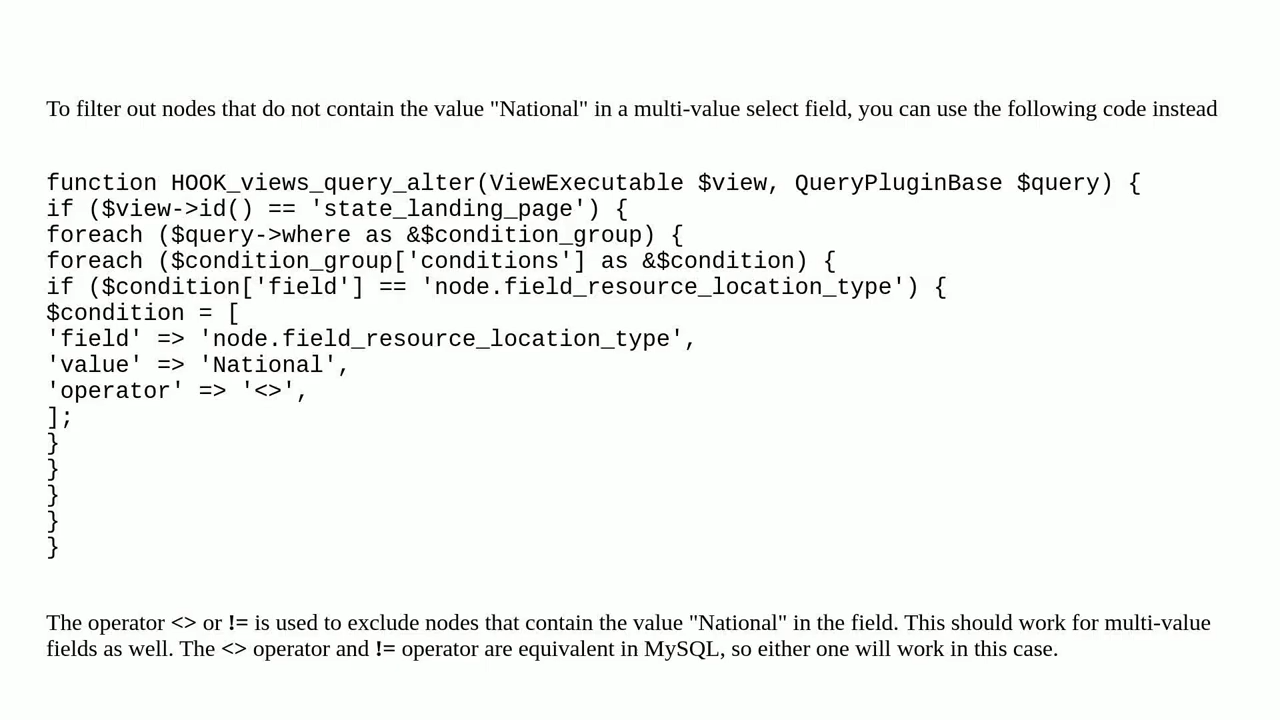 To filter out nodes that do not contain the value "National" in a multi-value select field, you can use the following code instead
function HOOK_views_query_alter(ViewExecutable $view, QueryPluginBase $query) {
if ($view->id() == 'state_landing_page') {
foreach ($query->where as &$condition_group) {
foreach ($condition_group['conditions'] as &$condition) {
if ($condition['field'] == 'node.field_resource_location_type') {
$condition = [
'field' => 'node.field_resource_location_type',
'value' => 'National',
'operator' => '<>',
];
}
}
}
}
}
The operator <> or != is used to exclude nodes that contain the value "National" in the field. This should work for multi-value
fields as well. The <> operator and != operator are equivalent in MySQL, so either one will work in this case.